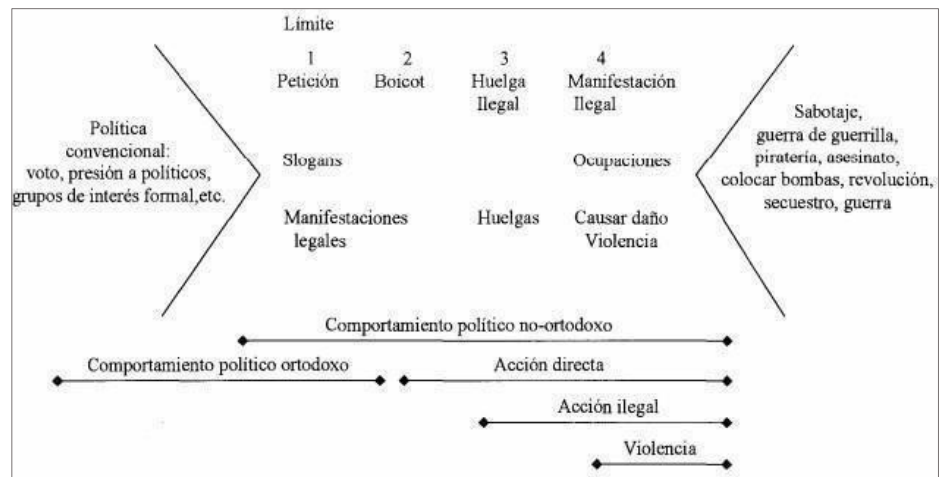 Límite
1 2 3 4
Petición Boicot Huelga Manifestación
Ilegal Ilegal
Política
convencional:
voto, presión a políticos,
grupos de interés formal,etc.
Slogans Ocupaciones
Manifestaciones Huelgas Causar daño
legales Violencia
Sabotaje,
guerra de guerrilla,
piratería, asesinato,
colocar bombas, revolución,
secuestro, guerra
Comportamiento político no-ortodoxo
Comportamiento político ortodoxo Acción directa
Acción ilegal
Violencia